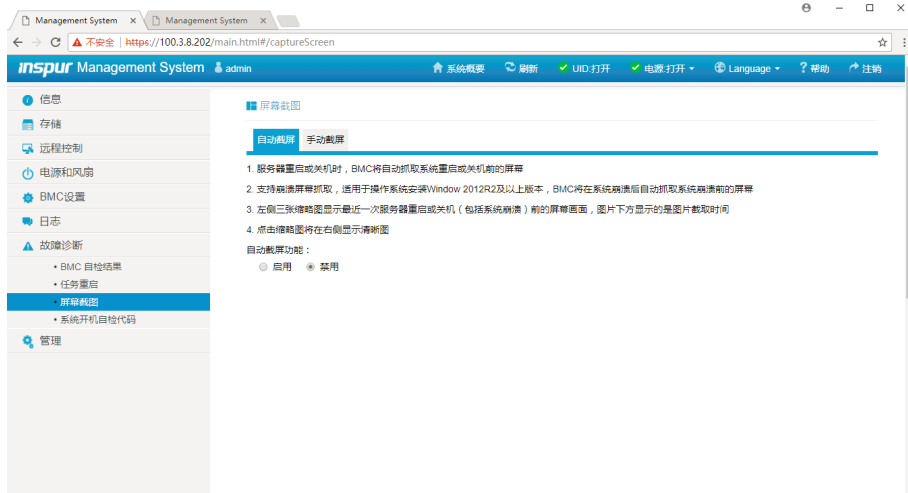 Management System
Management System
不安全 | https://100.3.8.202/main.html#/captureScreen
inspur Management System admin 系统概要 刷新 UID:打开 电源:打开 Language ? 帮助 注销
信息
存储
远程控制
电源和风扇
BMC设置
日志
故障诊断
• BMC 自检结果
• 任务重启
• 屏幕截图
• 系统开机自检代码
管理
屏幕截图
自动截屏 手动截屏
1. 服务器重启或关机时，BMC将自动抓取系统重启或关机前的屏幕
2. 支持崩溃屏幕抓取，适用于操作系统安装Window 2012R2及以上版本，BMC将在系统崩溃后自动抓取系统崩溃前的屏幕
3. 左侧三张缩略图显示最近一次服务器重启或关机（包括系统崩溃）前的屏幕画面，图片下方显示的是图片截取时间
4. 点击缩略图将在右侧显示清晰图
自动截屏功能：
启用 禁用